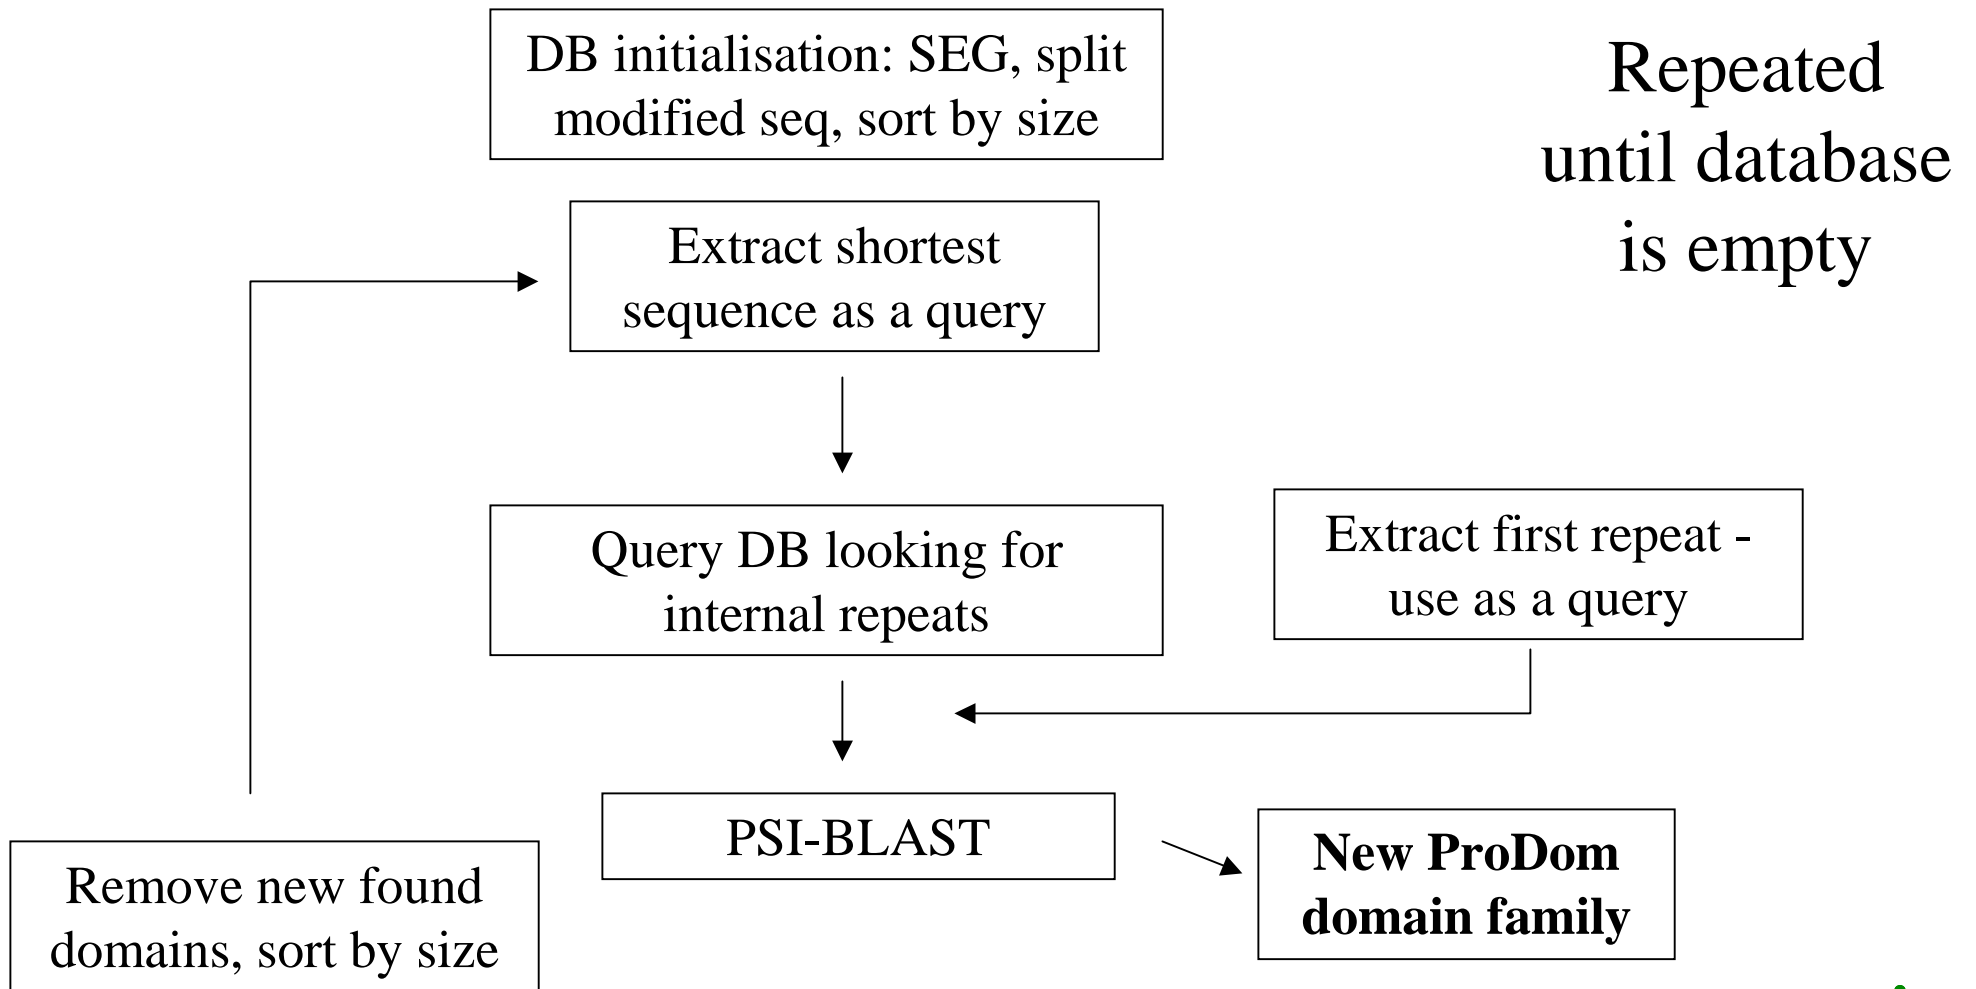 DB initialisation: SEG, split
modified seq, sort by size
Repeated
until database
is empty
Extract shortest
sequence as a query
Query DB looking for
internal repeats
Extract first repeat -
use as a query
PSI-BLAST
New ProDom
domain family
Remove new found
domains, sort by size